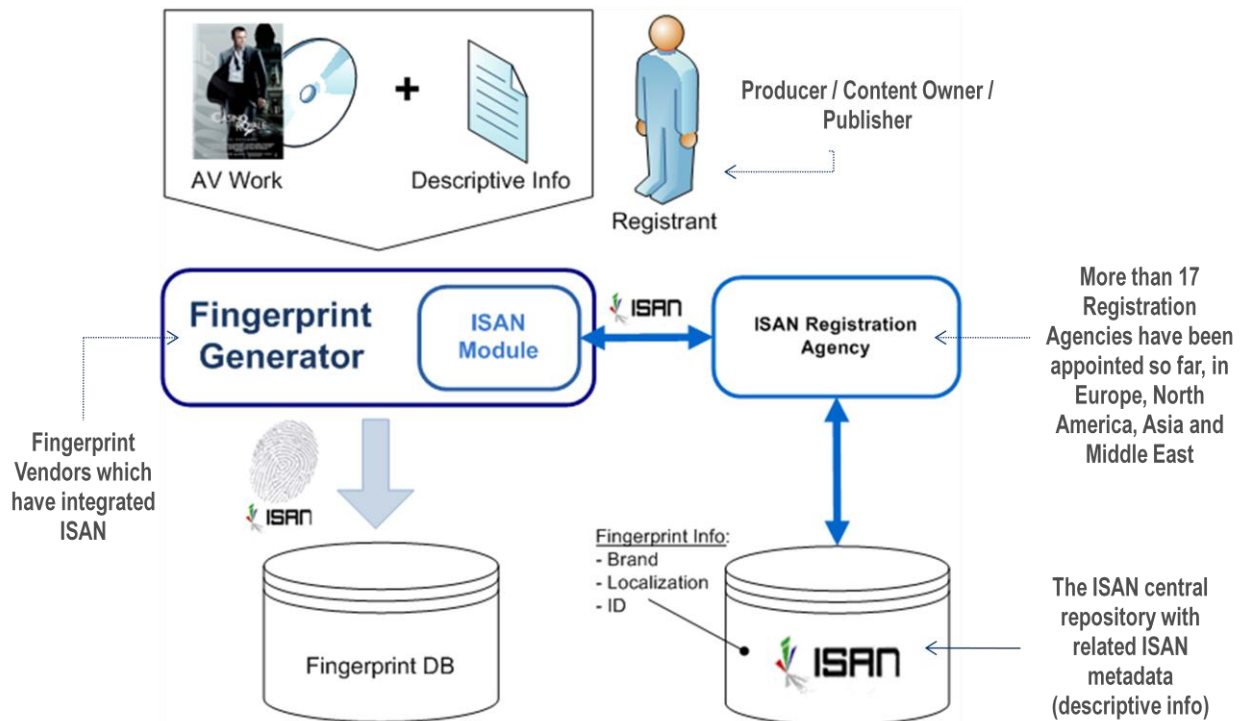 CASINO ROYALE
+
AV Work
Descriptive Info
Registrant
Producer / Content Owner /
Publisher
Fingerprint
Generator
ISAN
Module
ISAN
ISAN Registration
Agency
More than 17
Registration
Agencies have been
appointed so far, in
Europe, North
America, Asia and
Middle East
Fingerprint
Vendors which
have integrated
ISAN
ISAN
Fingerprint Info:
- Brand
- Localization
- ID
Fingerprint DB
ISAN
The ISAN central
repository with
related ISAN
metadata
(descriptive info)